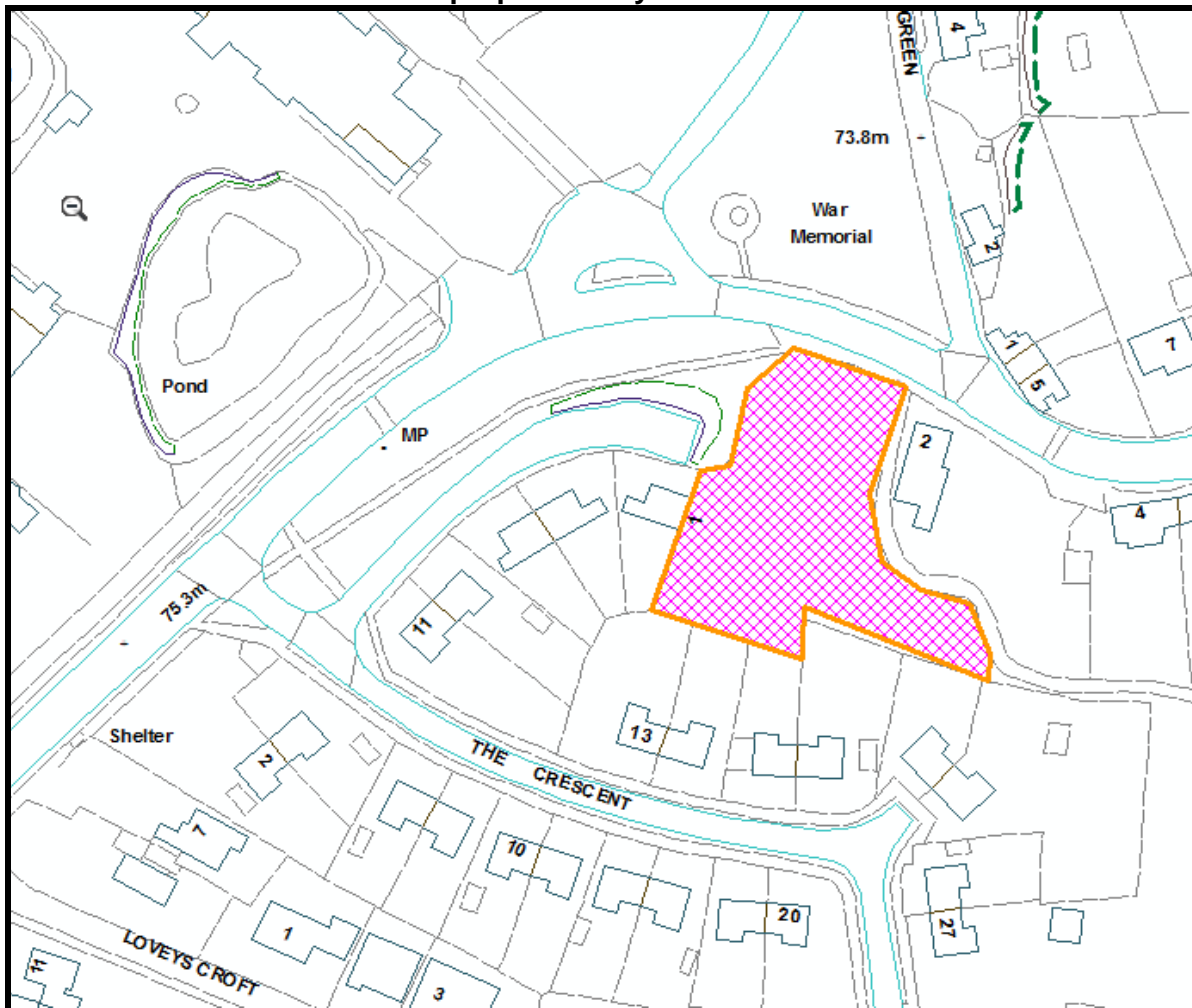 GREEN
4
73.8m
War
Memorial
2
1
5
7
Pond
MP
2
1
4
75.3m
11
Shelter
13
2
THE CRESCENT
7
10
20
1
27
LOVEYS CROFT
11
3